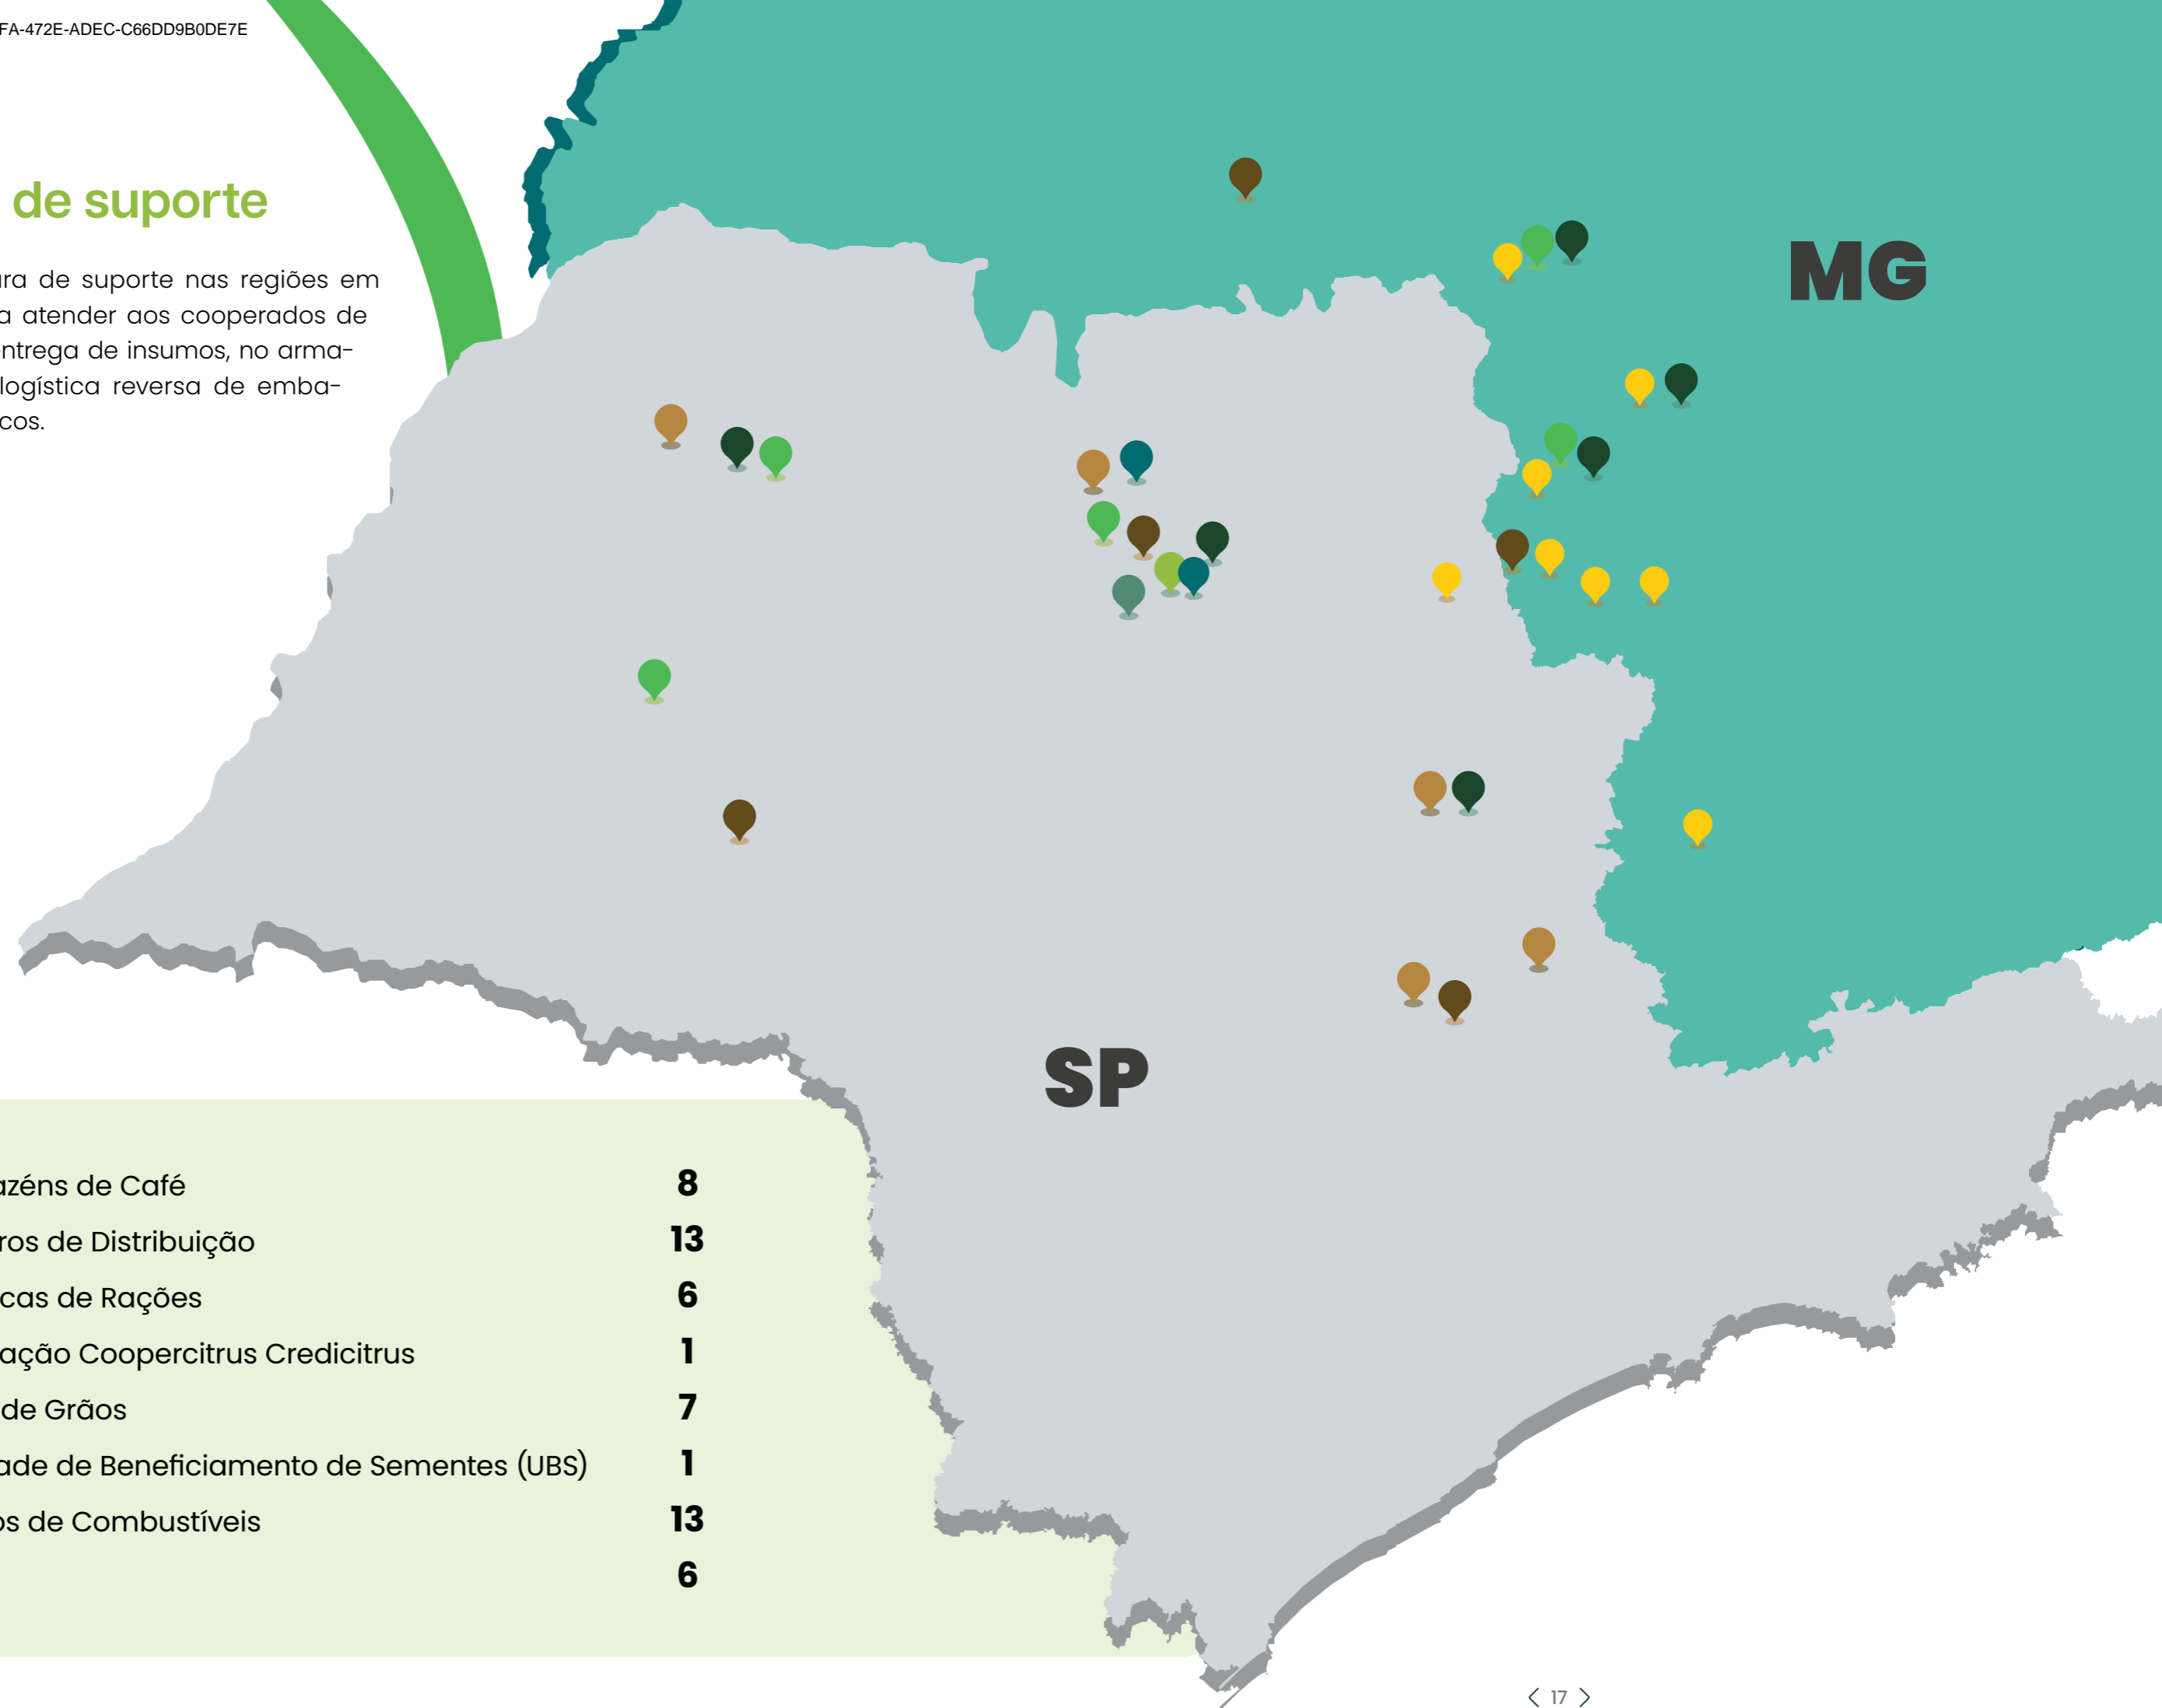 FA-472E-ADEC-C66DD9B0DE7E
de suporte
ra de suporte nas regiões em
a atender aos cooperados de
ntrega de insumos, no arma-
logística reversa de emba-
cos.
MG
SP
azéns de Café 8
ros de Distribuição 13
cas de Rações 6
ação Coopercitrus Credicitrus 1
de Grãos 7
ade de Beneficiamento de Sementes (UBS) 1
os de Combustíveis 13
6
17